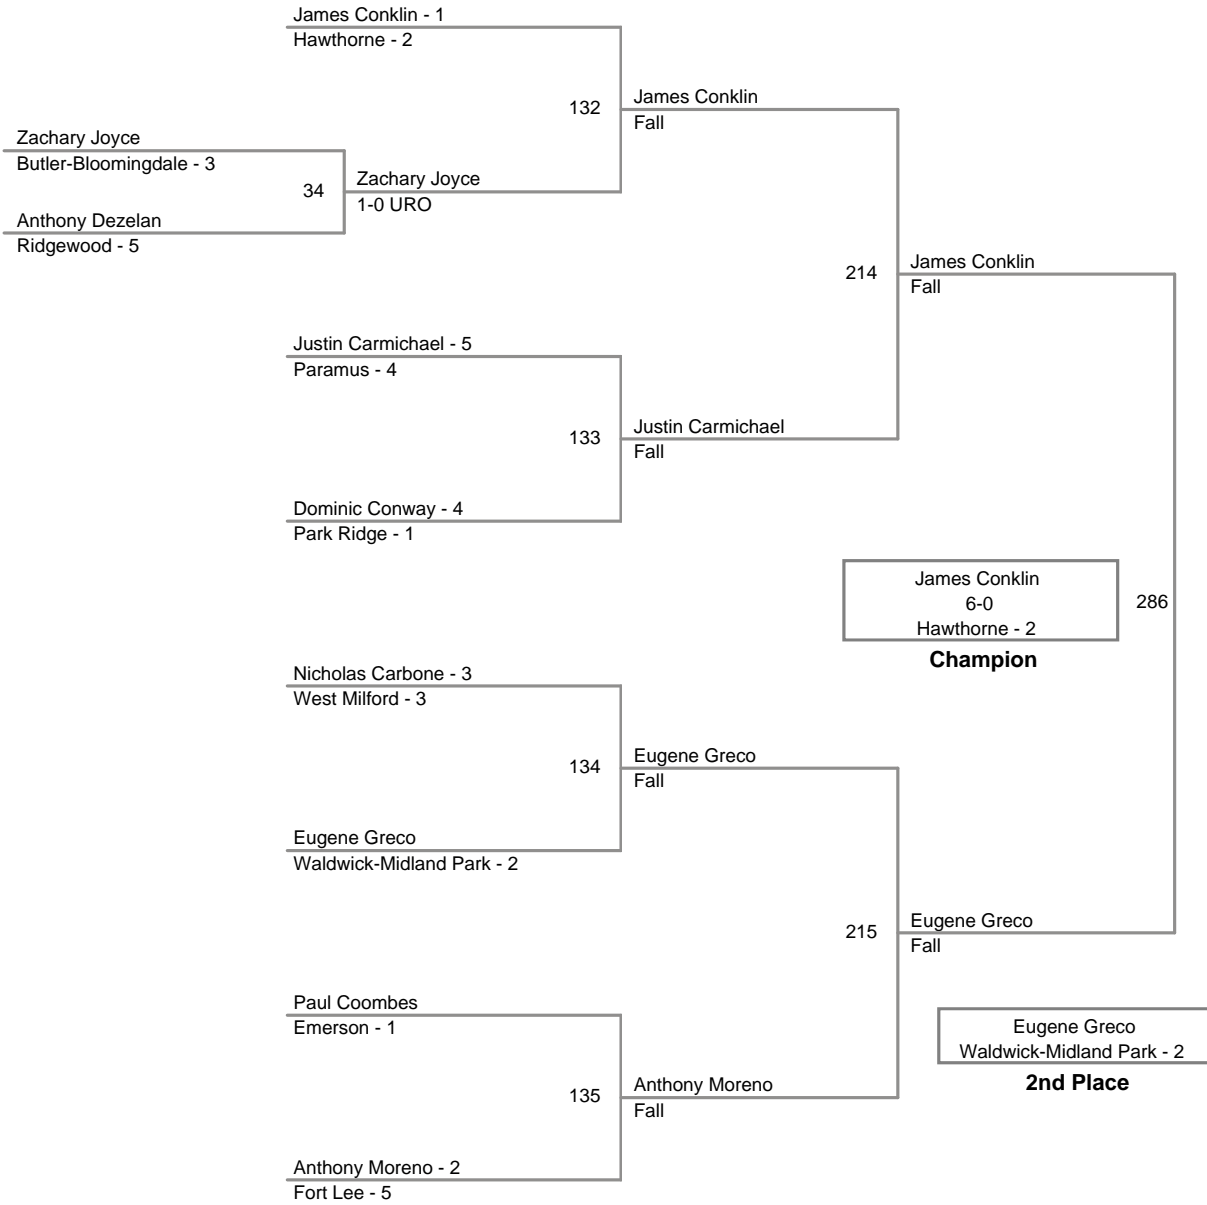 James Conklin - 1
Hawthorne - 2
132
James Conklin
Fall
Zachary Joyce
Butler-Bloomingdale - 3
34
Zachary Joyce
1-0 URO
Anthony Dezelan
Ridgewood - 5
214
James Conklin
Fall
Justin Carmichael - 5
Paramus - 4
133
Justin Carmichael
Fall
Dominic Conway - 4
Park Ridge - 1
James Conklin
6-0
Hawthorne - 2
Champion
286
Nicholas Carbone - 3
West Milford - 3
134
Eugene Greco
Fall
Eugene Greco
Waldwick-Midland Park - 2
215
Eugene Greco
Fall
Paul Coombes
Emerson - 1
135
Anthony Moreno
Fall
Anthony Moreno - 2
Fort Lee - 5
Eugene Greco
Waldwick-Midland Park - 2
2nd Place